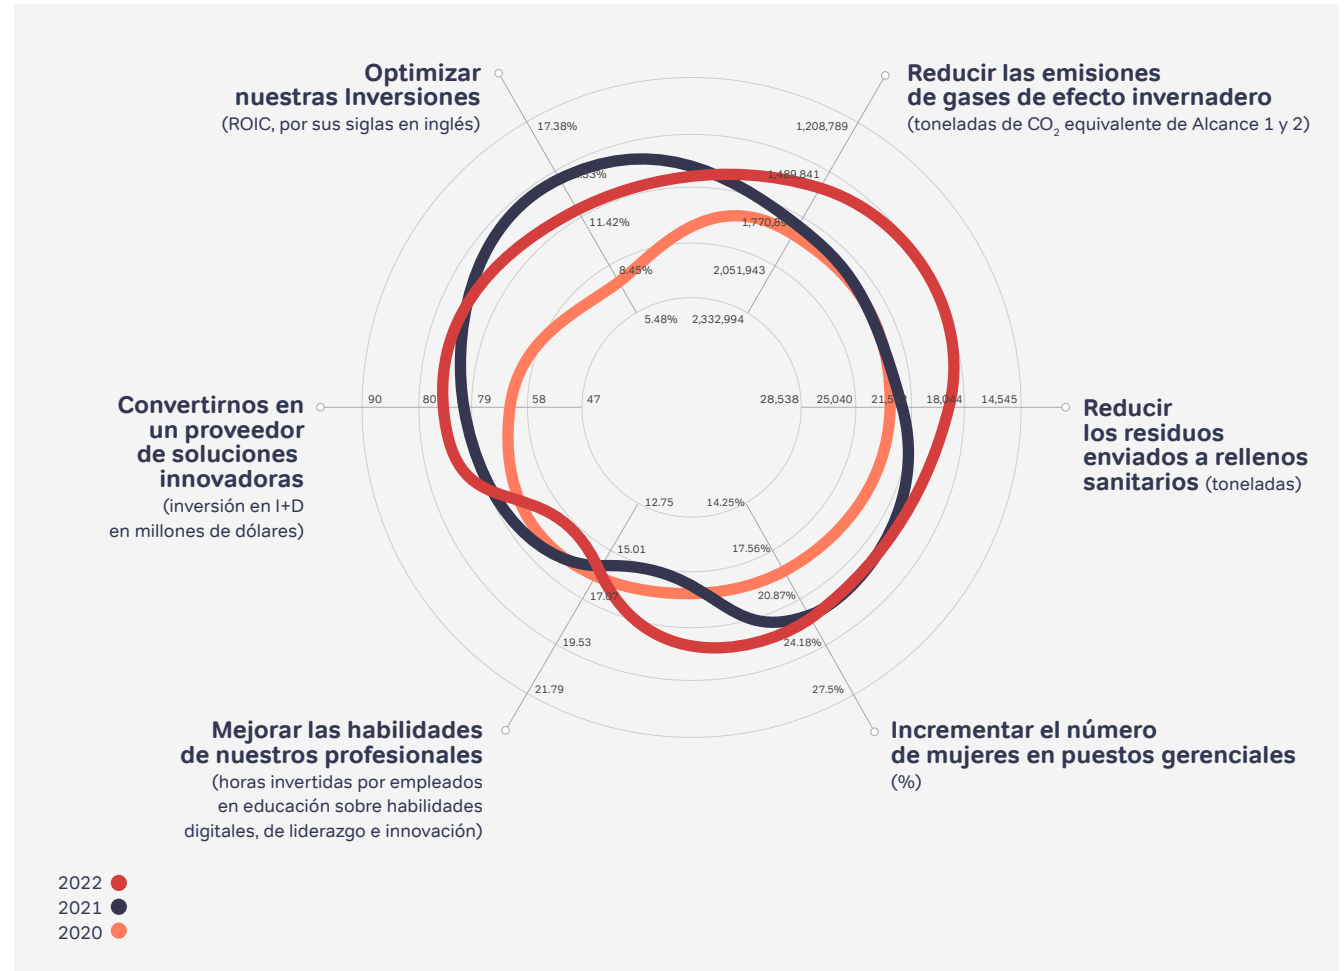 Optimizar
nuestras Inversiones
(ROIC, por sus siglas en inglés)
Reducir las emisiones
de gases de efecto invernadero
(toneladas de CO2 equivalente de Alcance 1 y 2)
17.38%
11.42%
8.45%
5.48%
1,208,789
1,489,841
2,051,943
2,332,994
Convertirnos en
un proveedor
de soluciones
innovadoras
(inversión en I+D
en millones de dólares)
90
80
79
58
47
28,538
25,040
18,044
14,545
Reducir
los residuos
enviados a rellenos
sanitarios (toneladas)
12.75
15.01
17.07
19.53
21.79
14.25%
17.56%
20.87%
24.18%
27.5%
Mejorar las habilidades
de nuestros profesionales
(horas invertidas por empleados
en educación sobre habilidades
digitales, de liderazgo e innovación)
Incrementar el número
de mujeres en puestos gerenciales
(%)
2022
2021
2020